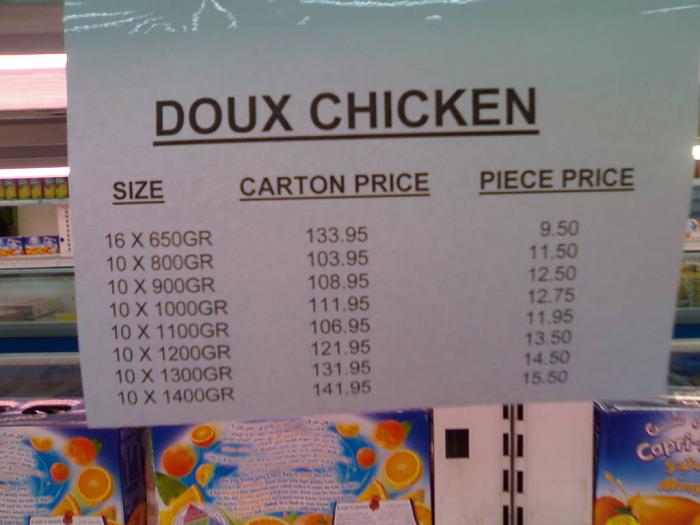 DOUX CHICKEN
SIZE CARTON PRICE PIECE PRICE
16 X 650GR 133.95 9.50
10 X 800GR 103.95 11.50
10 X 900GR 108.95 12.50
10 X 1000GR 111.95 12.75
10 X 1100GR 106.95 11.95
10 X 1200GR 121.95 13.50
10 X 1300GR 131.95 14.50
10 X 1400GR 141.95 15.50
Capri-